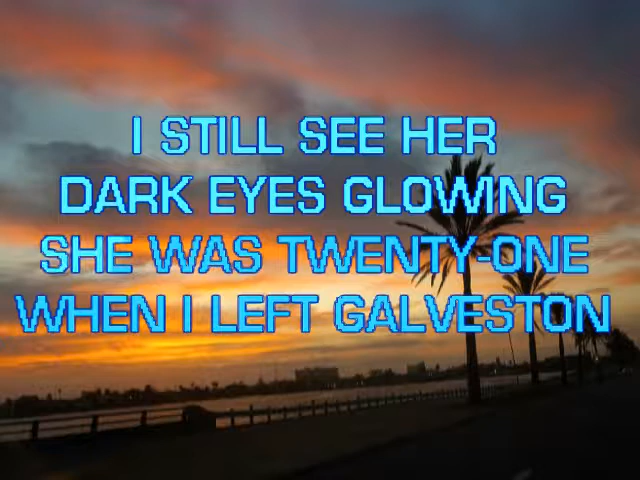 I STILL SEE HER
DARK EYES GLOWING
SHE WAS TWENTY-ONE
WHEN I LEFT GALVESTON